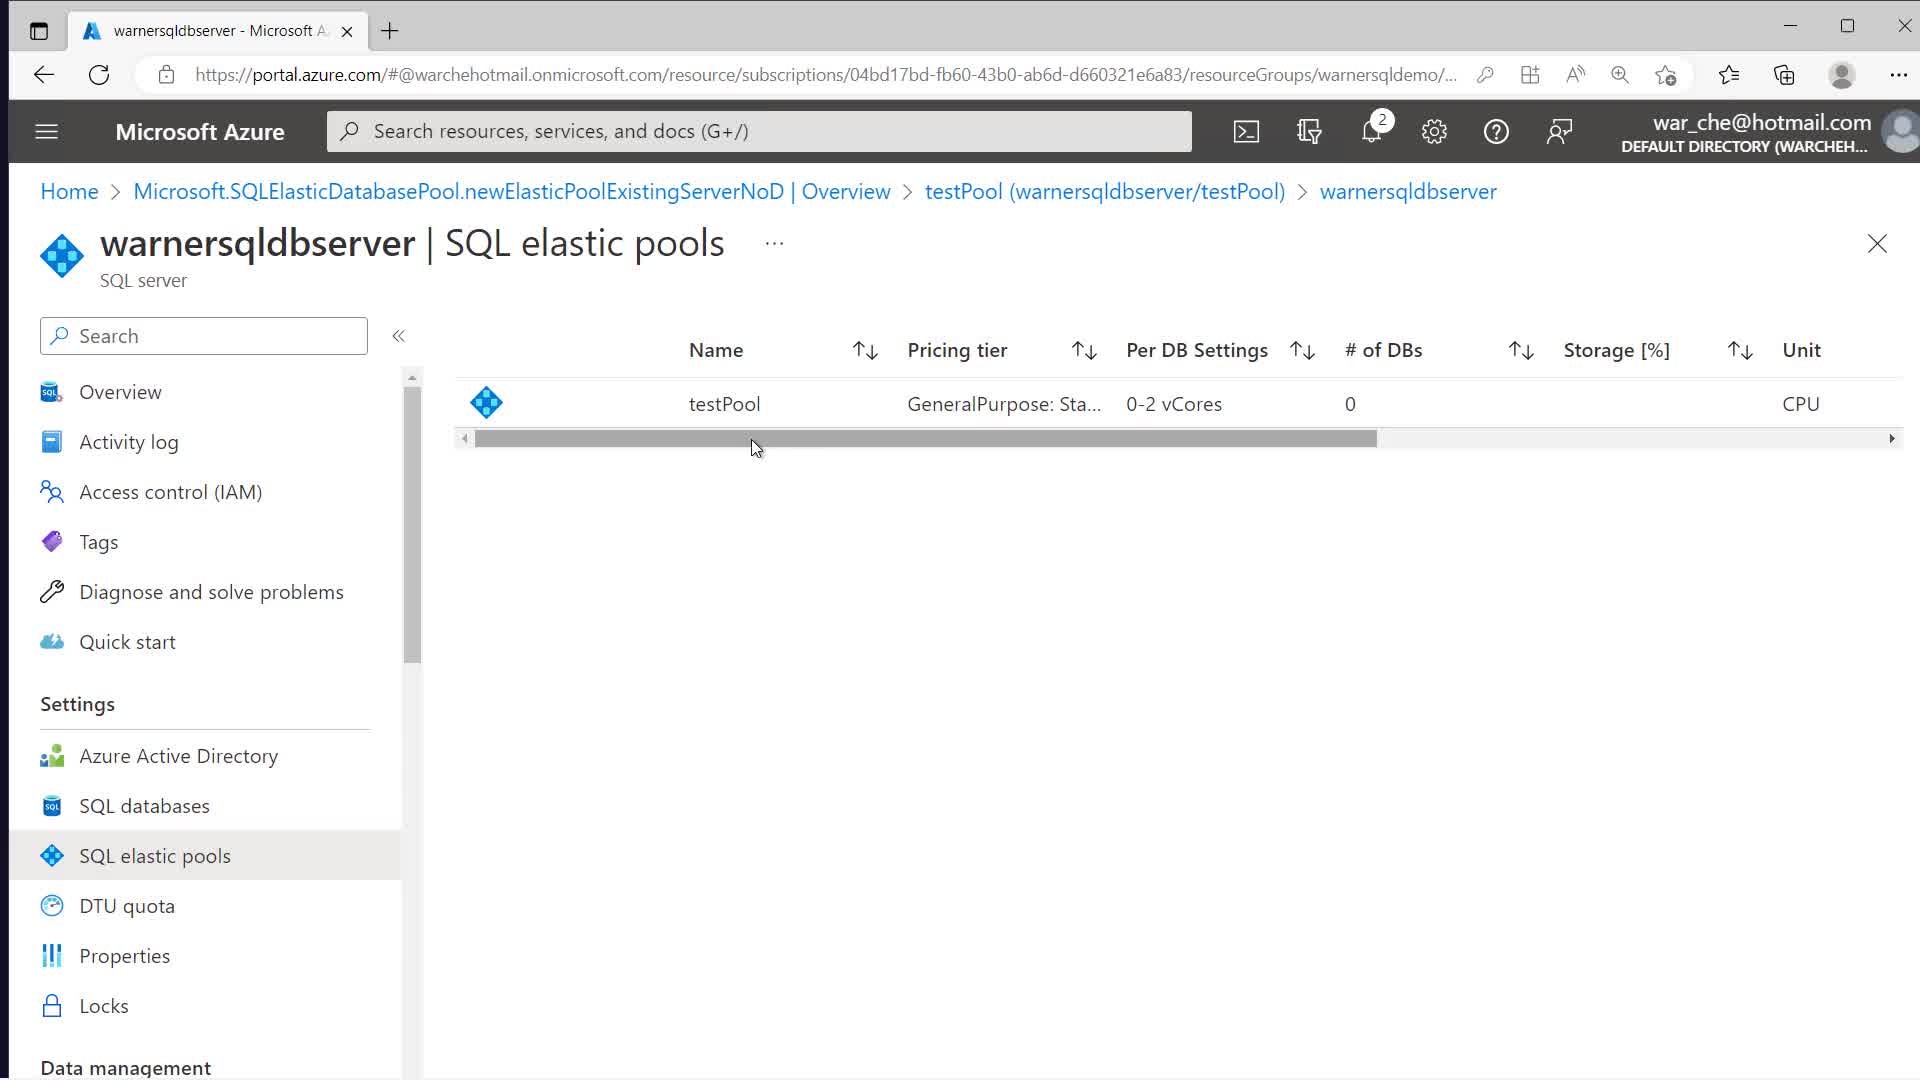 warnersqldbserver - Microsoft A
https://portal.azure.com/#@warchehotmail.onmicrosoft.com/resource/subscriptions/04bd17bd-fb60-43b0-ab6d-d660321e6a83/resourceGroups/warnersqldemo/...
Microsoft Azure
Search resources, services, and docs (G+/)
2
war_che@hotmail.com
DEFAULT DIRECTORY (WARCHEH...
Home > Microsoft.SQLElasticDatabasePool.newElasticPoolExistingServerNoD | Overview > testPool (warnersqldbserver/testPool) > warnersqldbserver
warnersqldbserver | SQL elastic pools ...
SQL server
Search
Overview
Activity log
Access control (IAM)
Tags
Diagnose and solve problems
Quick start
Settings
Azure Active Directory
SQL databases
SQL elastic pools
DTU quota
Properties
Locks
Data management
Name Pricing tier Per DB Settings # of DBs Storage [%] Unit
testPool GeneralPurpose: Sta... 0-2 vCores 0 CPU